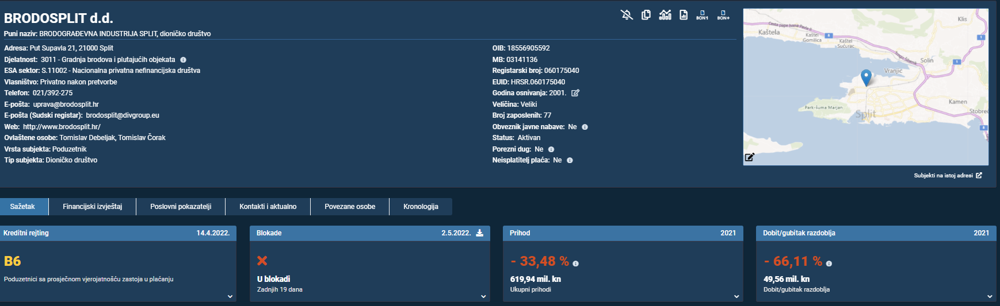 BRODOSPLIT d.d.
Puni naziv: BRODOGRAĐEVNA INDUSTRIJA SPLIT, dioničko društvo
BON1
BON+
Adresa: Put Supavla 21, 21000 Split
Djelatnost: 3011 - Gradnja brodova i plutajućih objekata
ESA sektor: S.11002 - Nacionalna privatna nefinancijska društva
Vlasništvo: Privatno nakon pretvorbe
Telefon: 021/392-275
E-pošta: uprava@brodosplit.hr
E-pošta (Sudski registar): brodosplit@divgroup.eu
Web: http://www.brodosplit.hr/
Ovlaštene osobe: Tomislav Debeljak, Tomislav Čorak
Vrsta subjekta: Poduzetnik
Tip subjekta: Dioničko društvo
OIB: 18556905592
MB: 03141136
Registarski broj: 060175040
EUID: HRSR.060175040
Godina osnivanja: 2001.
Veličina: Veliki
Broj zaposlenih: 77
Obveznik javne nabave: Ne
Status: Aktivan
Porezni dug: Ne
Neisplatitelj plaća: Ne
Klis
Kaštela
Cesta pape Ivana Pavla II
8
Kaštel
Gomilica
Kaštel
Sućurac
1
Solin
1
Vranjic
Kamen
Park-šuma Marjan
Split
Stobreč
8
Subjekti na istoj adresi
Sažetak
Financijski izvještaj
Poslovni pokazatelji
Kontakti i aktualno
Povezane osobe
Kronologija
Kreditni rejting 14.4.2022.
B6
Poduzetnici sa prosječnom vjerojatnošću zastoja u plaćanju
Blokade 2.5.2022.
U blokadi
Zadnjih 19 dana
Prihod 2021
- 33,48 %
619,94 mil. kn
Ukupni prihodi
Dobit/gubitak razdoblja 2021
- 66,11 %
49,56 mil. kn
Dobit/gubitak razdoblja